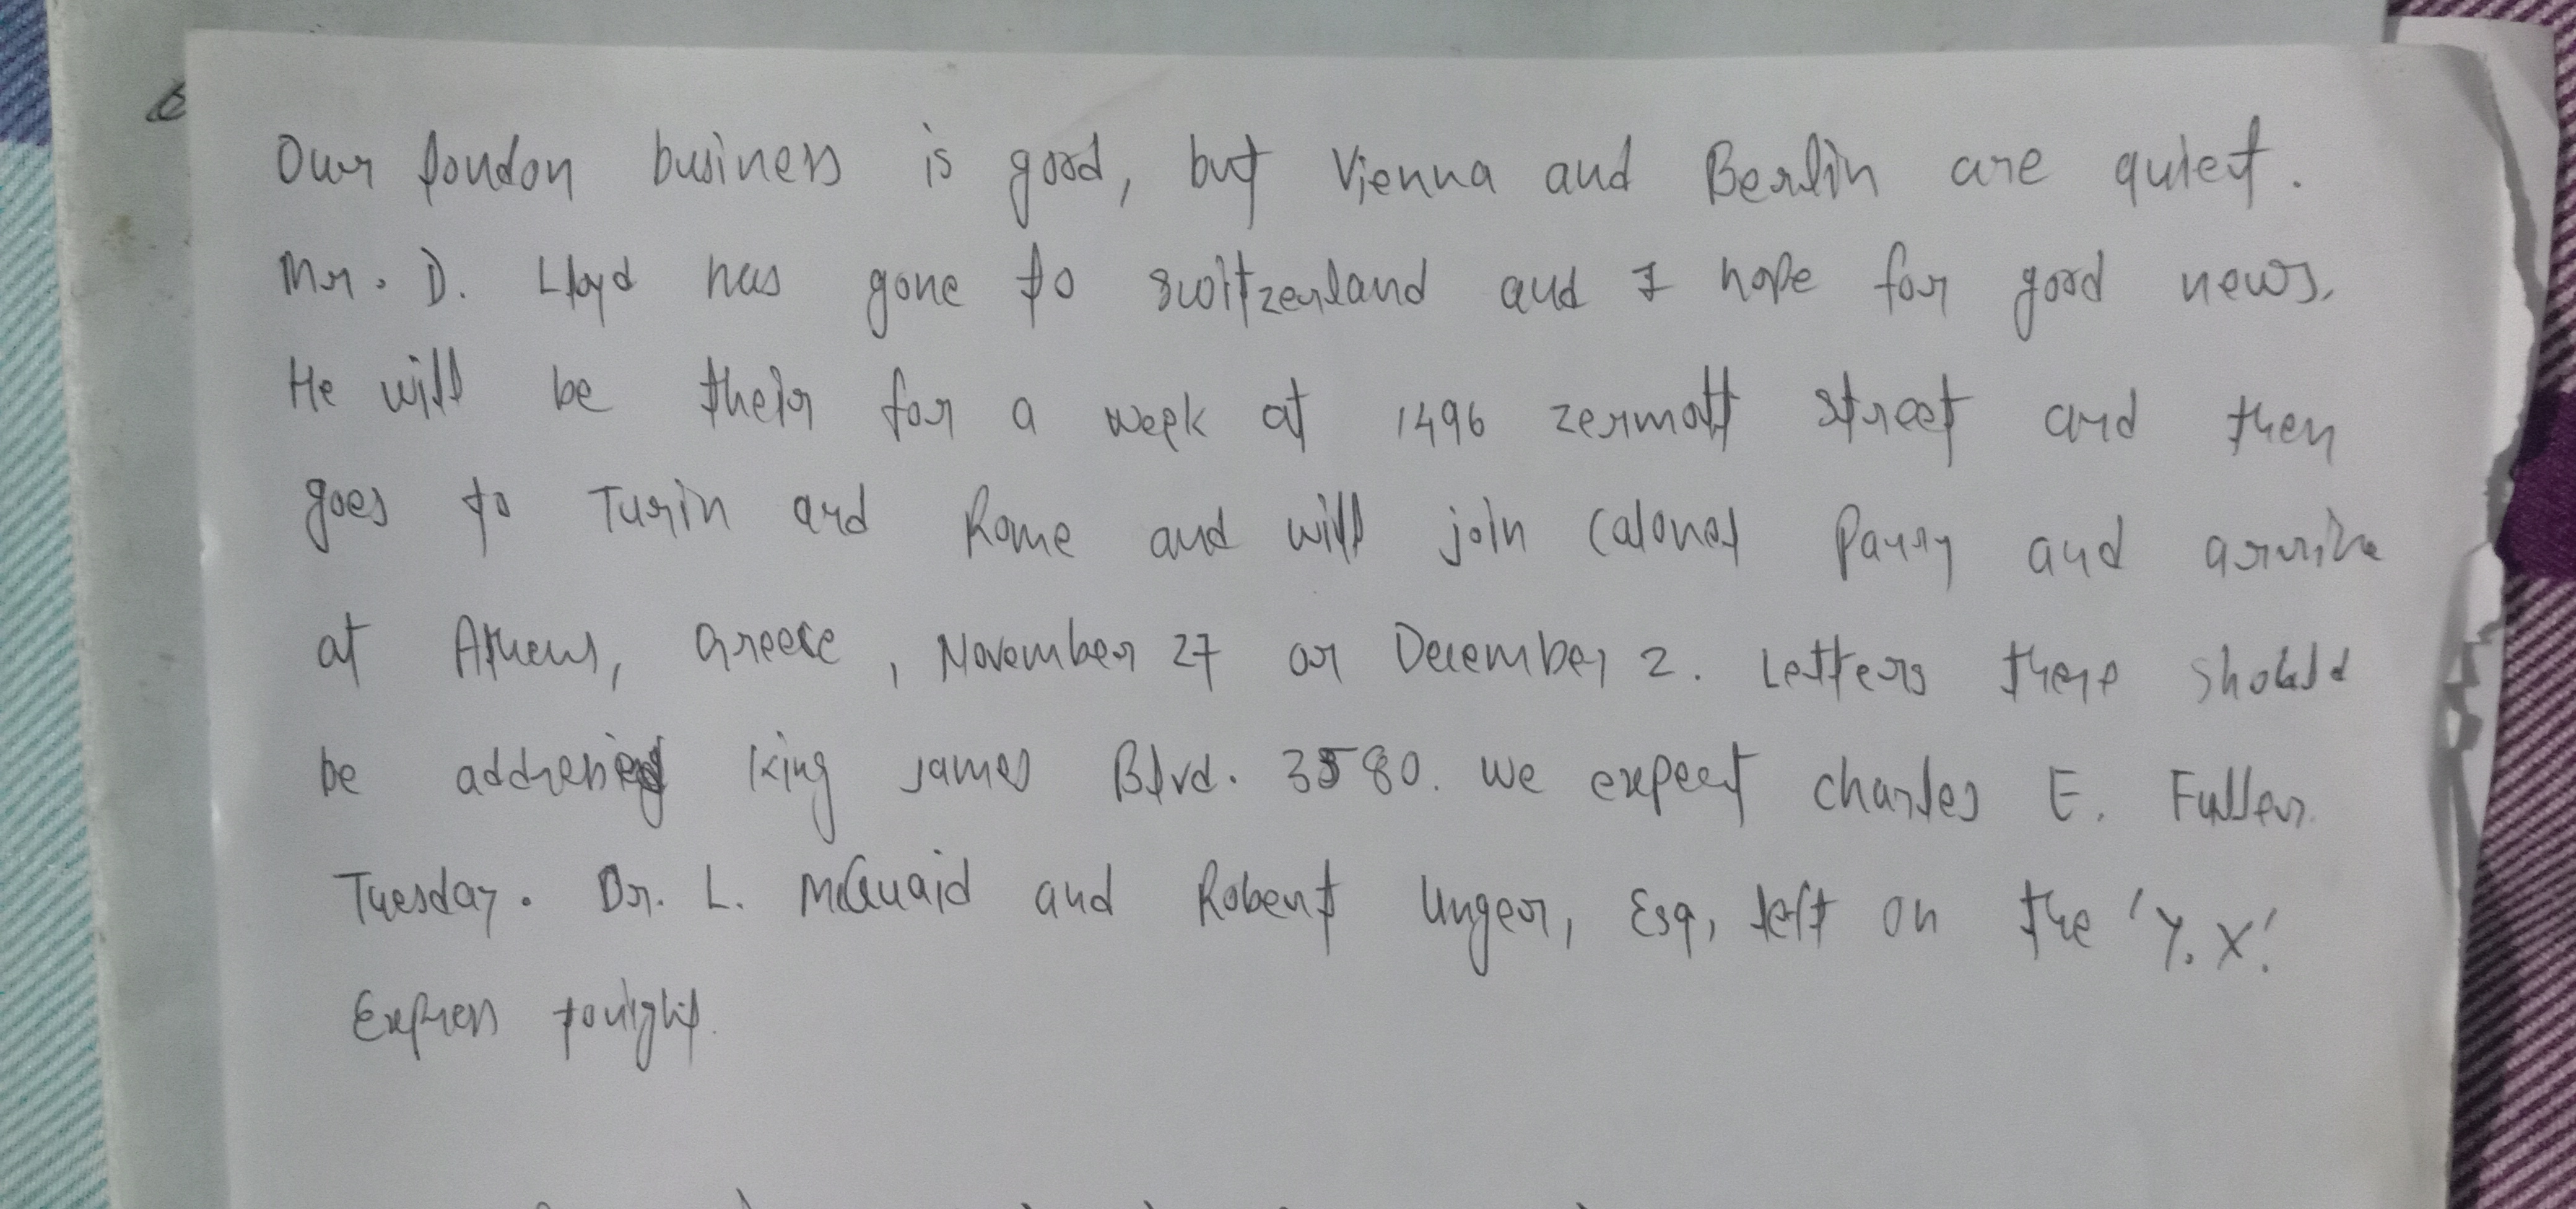 Our London business is good, but Vienna and Berlin are quiet.
Mr. D. Lloyd has gone to switzerland and I hope for good news.
He will be their for a week at 1496 zermott street and then
goes to Turin and Rome and will join Colonel Parry and arrive
at Athens, Greece, November 27 or December 2. Letters there should
be addressed King James Blvd. 3580. We expect Charles E. Fuller
Tuesday. Dr. L. McQuaid and Robert Unger, Esq, left on the 'Y.X'.
Express tonight.